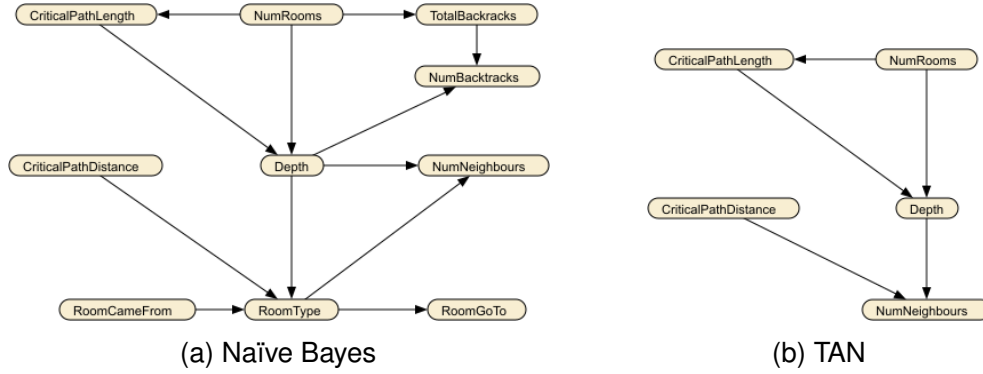 CriticalPathLength
NumRooms
TotalBackracks
NumBacktracks
CriticalPathDistance
Depth
NumNeighbours
RoomCameFrom
RoomType
RoomGoTo
(a) Naïve Bayes
CriticalPathLength
NumRooms
CriticalPathDistance
Depth
NumNeighbours
(b) TAN